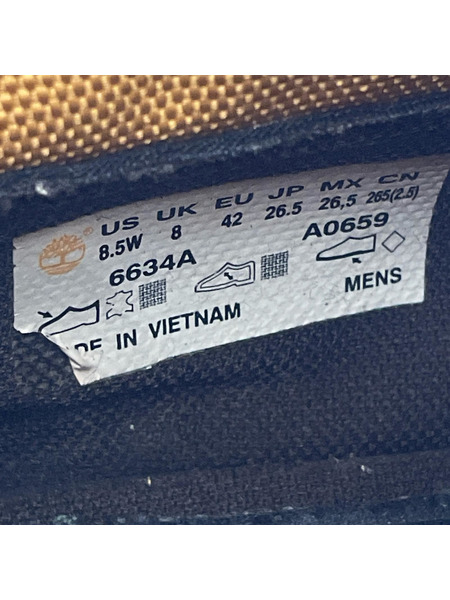 US UK EU JP MX CN
8.5W 8 42 26.5 26,5 265(2.5)
6634A A0659
DE IN VIETNAM MENS